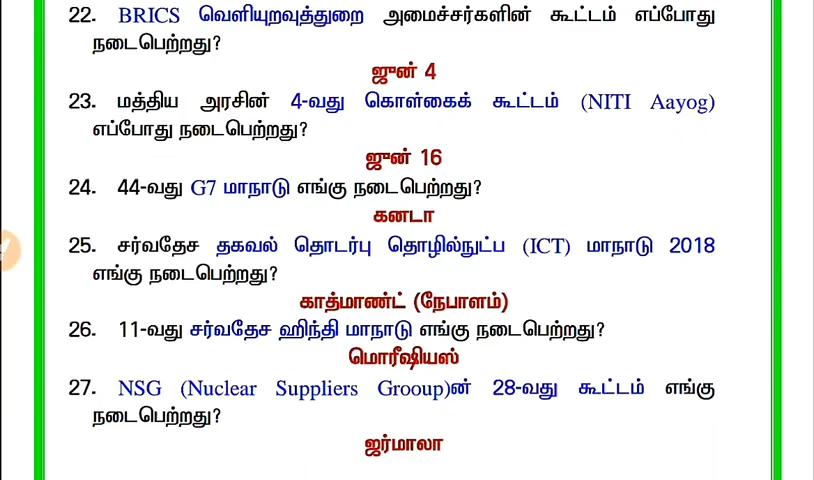 22. BRICS வெளியுறவுத்துறை அமைச்சர்களின் கூட்டம் எப்போது
நடைபெற்றது?
ஜுன் 4
23. மத்திய அரசின் 4-வது கொள்கைக் கூட்டம் (NITI Aayog)
எப்போது நடைபெற்றது?
ஜுன் 16
24. 44-வது G7 மாநாடு எங்கு நடைபெற்றது?
கனடா
25. சர்வதேச தகவல் தொடர்பு தொழில்நுட்ப (ICT) மாநாடு 2018
எங்கு நடைபெற்றது?
காத்மாண்ட் (நேபாளம்)
26. 11-வது சர்வதேச ஹிந்தி மாநாடு எங்கு நடைபெற்றது?
மொரீஷியஸ்
27. NSG (Nuclear Suppliers Grooup)ன் 28-வது கூட்டம் எங்கு
நடைபெற்றது?
ஜர்மாலா